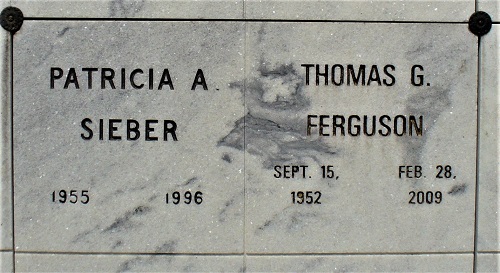 PATRICIA A.
SIEBER
1955 1996
THOMAS G.
FERGUSON
SEPT. 15, FEB. 28,
1952 2009